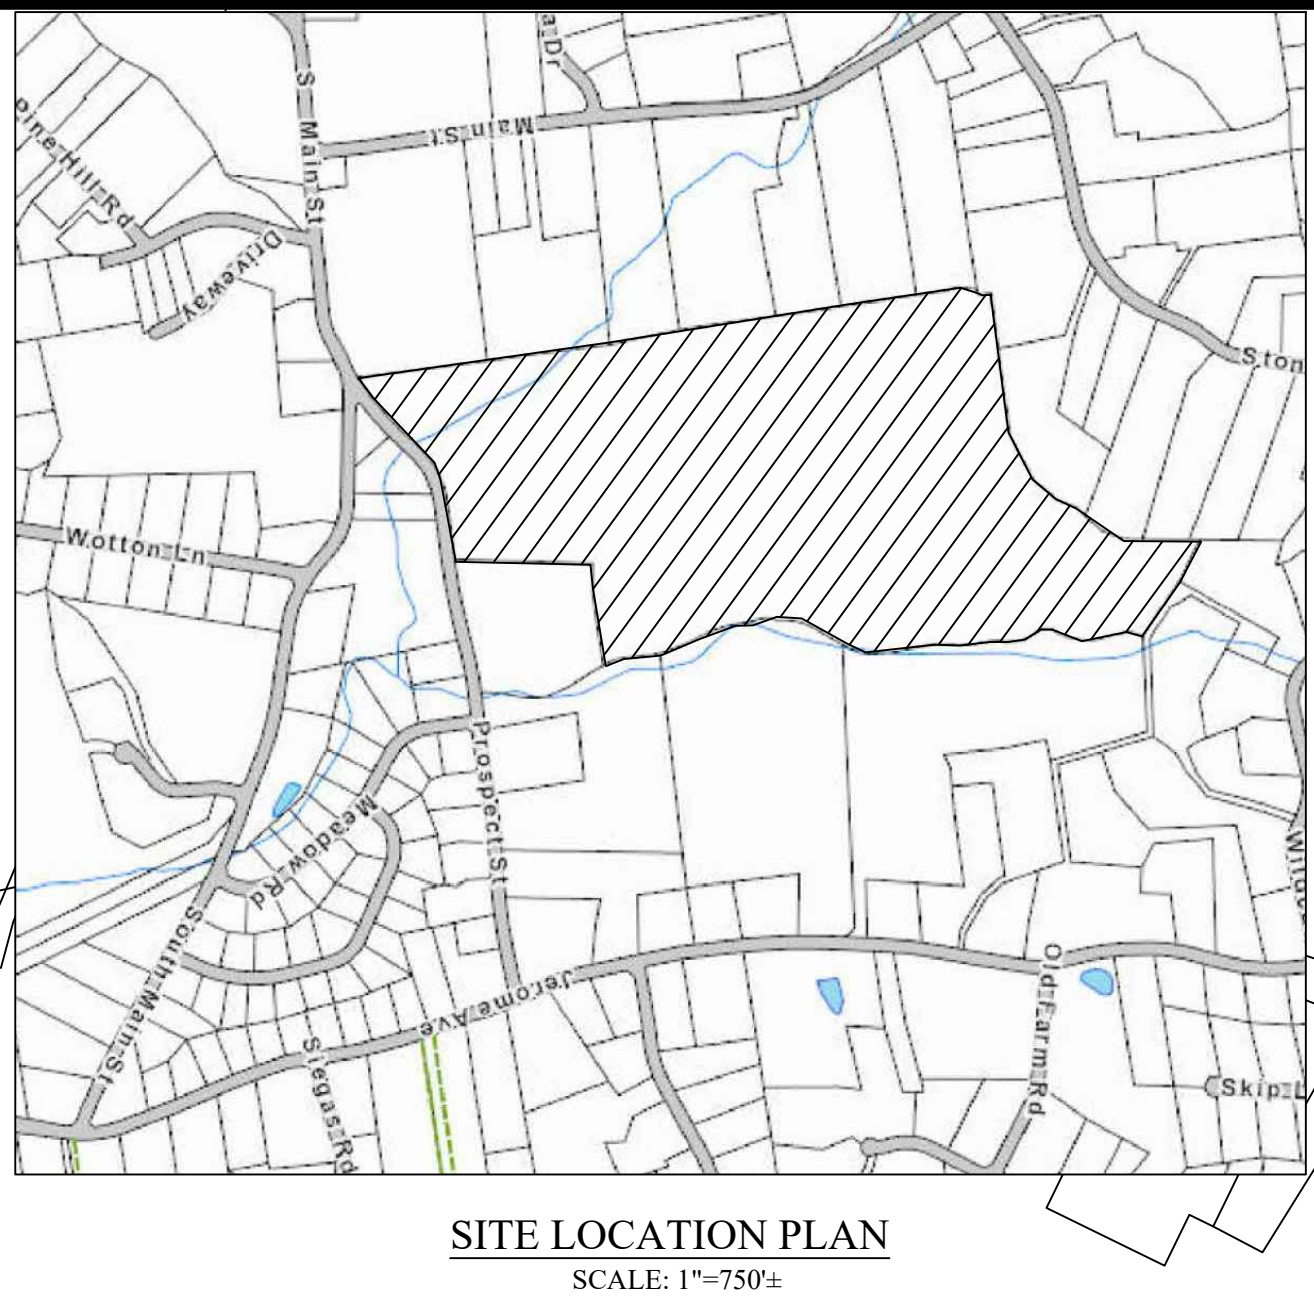 a Dr
S Main St
Main St
Pine Hill Rd
Driveway
Ston
Wotton Ln
Prospect St
Meadow Rd
South Main St
Jerome Ave
Old Farm Rd
Siegas Rd
Skip L
SITE LOCATION PLAN
SCALE: 1"=750'±